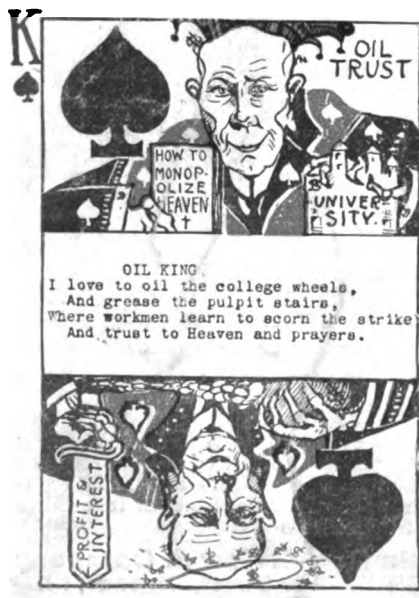 K
OIL
TRUST
HOW TO
MONOP-
OLIZE
HEAVEN
UNIVER-
SITY.
OIL KING.
I love to oil the college wheels,
And grease the pulpit stairs,
Where workmen learn to scorn the strike
And trust to Heaven and prayers.
PROFIT &
INTEREST